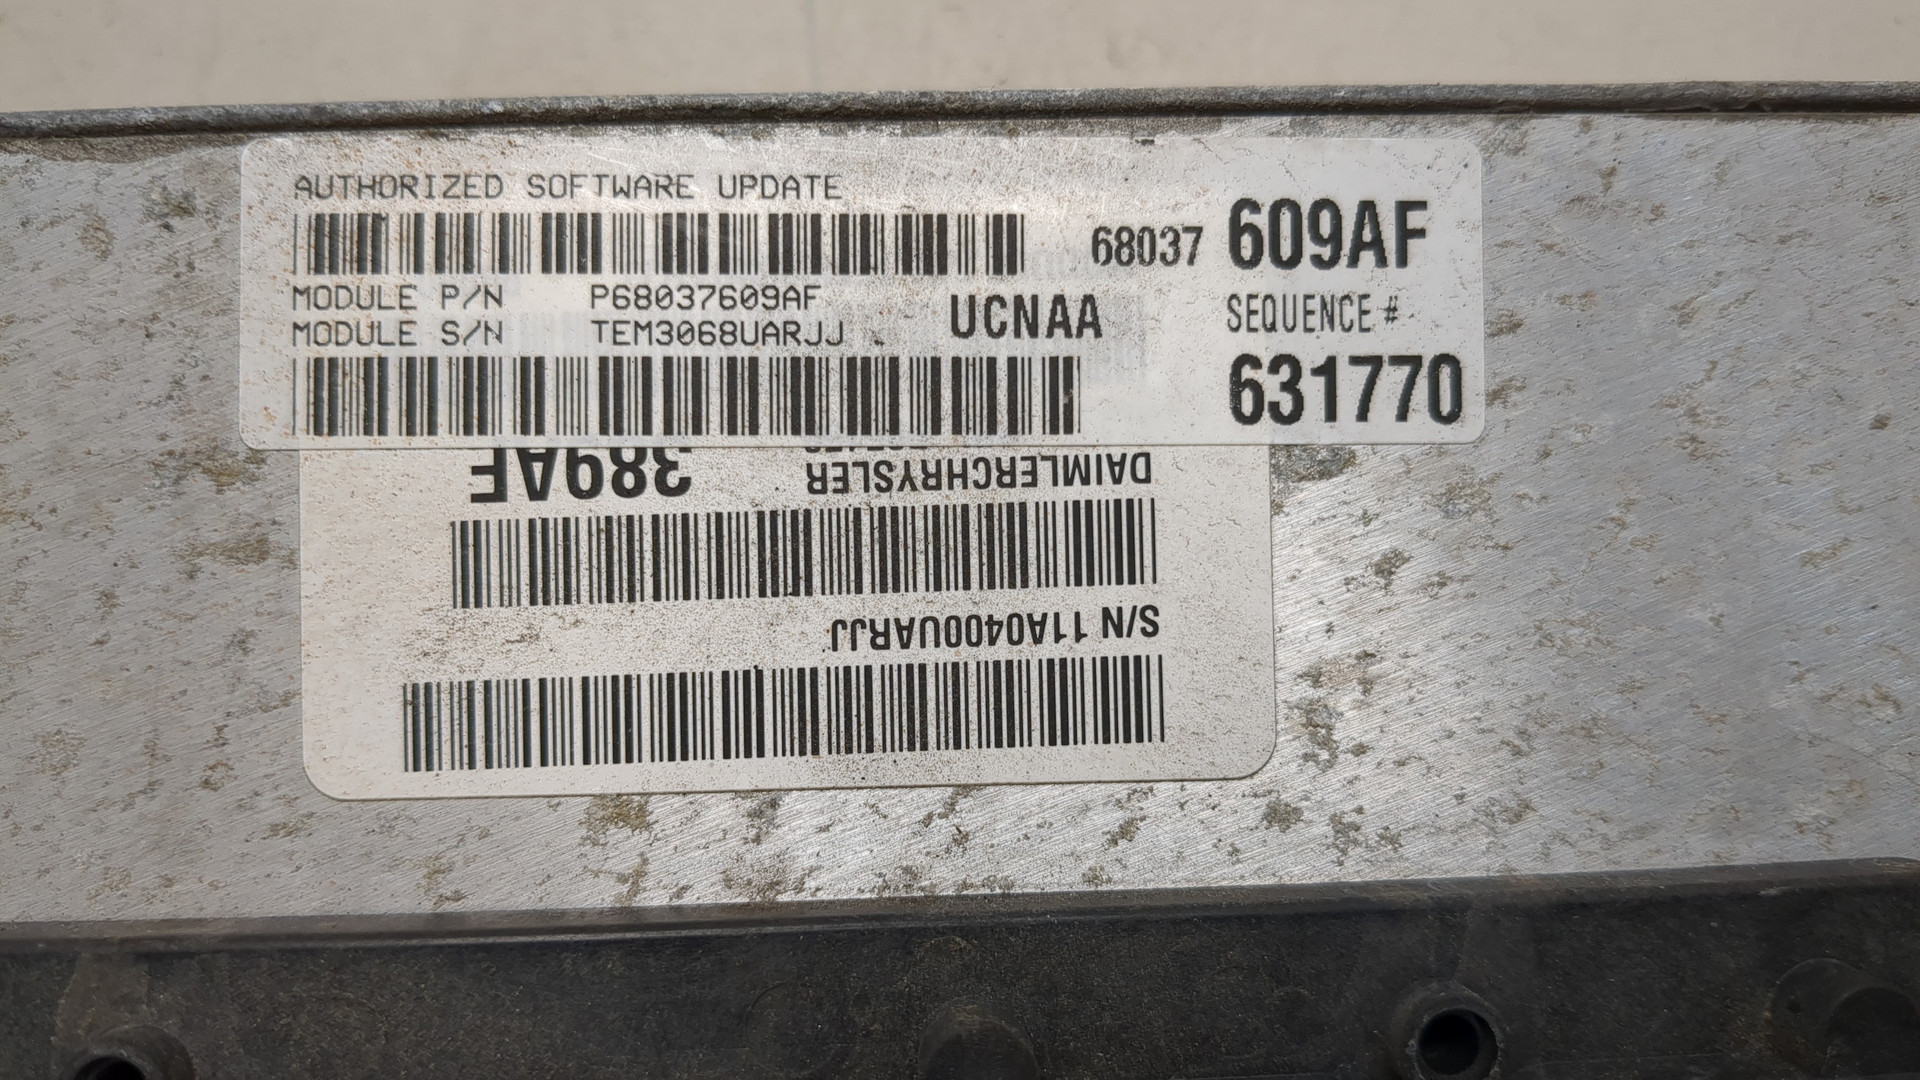 AUTHORIZED SOFTWARE UPDATE
68037 609AF
MODULE P/N P68037609AF
MODULE S/N TEM3068UARJJ
UCNAA
SEQUENCE #
631770
DAIMLERCHRYSLER 389AF
S/N 11A0400UARJJ